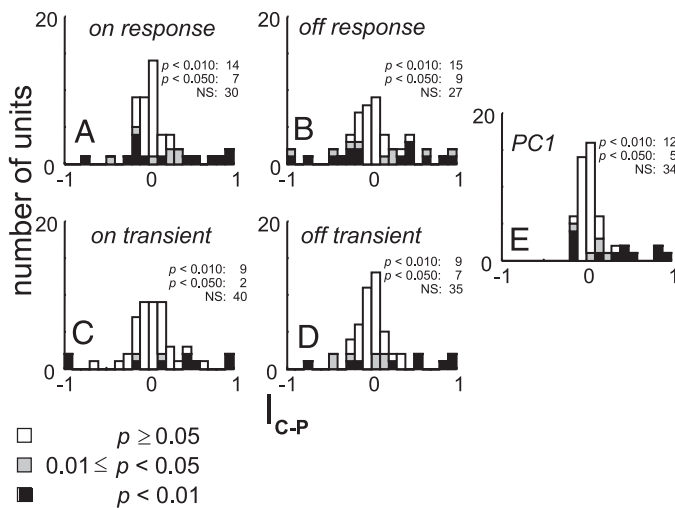 number of units
20
on response
p < 0.010: 14
p < 0.050: 7
NS: 30
A
0
-1 0 1
20
off response
p < 0.010: 15
p < 0.050: 9
NS: 27
B
0
-1 0 1
20
on transient
p < 0.010: 9
p < 0.050: 2
NS: 40
C
0
-1 0 1
20
off transient
p < 0.010: 9
p < 0.050: 7
NS: 35
D
0
-1 0 1
20
PC1
p < 0.010: 12
p < 0.050: 5
NS: 34
E
0
-1 0 1
I C-P
p ≥ 0.05
0.01 ≤ p < 0.05
p < 0.01